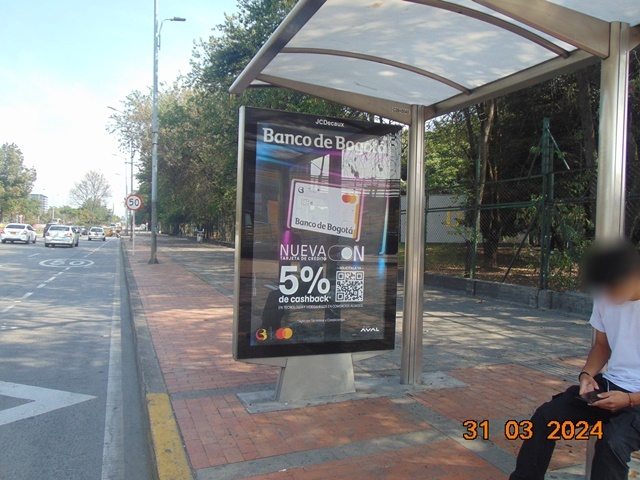 JCDecaux
Banco de Bogotá
Banco de Bogotá
50
NUEVA ON
TARJETA DE CRÉDITO
5%
de cashback*
AVAL
31 03 2024